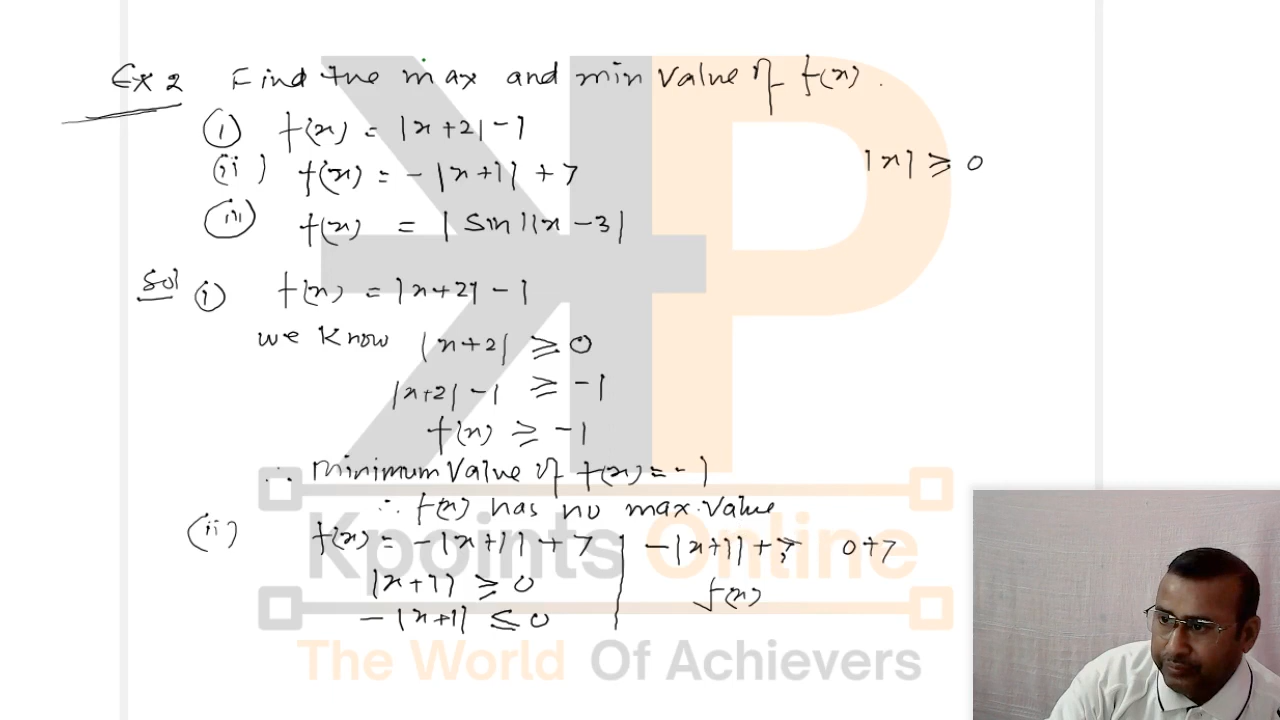 Ex 2 Find the max and min value of f(x).
(i) f(x) = |x+2| - 1
|x| ≥ 0
(ii) f(x) = - |x+1| + 7
(iii) f(x) = | Sin 11x - 3|
Sol (i) f(x) = |x+2| - 1
we know |x+2| ≥ 0
|x+2| - 1 ≥ -1
f(x) ≥ -1
∴ minimum value of f(x) = -1
∴ f(x) has no max. value
(ii) f(x) = -|x+1| + 7
|x+1| ≥ 0
-|x+1| ≤ 0
-|x+1| + 7 0+7
f(x)
Kpoints Online
The World Of Achievers